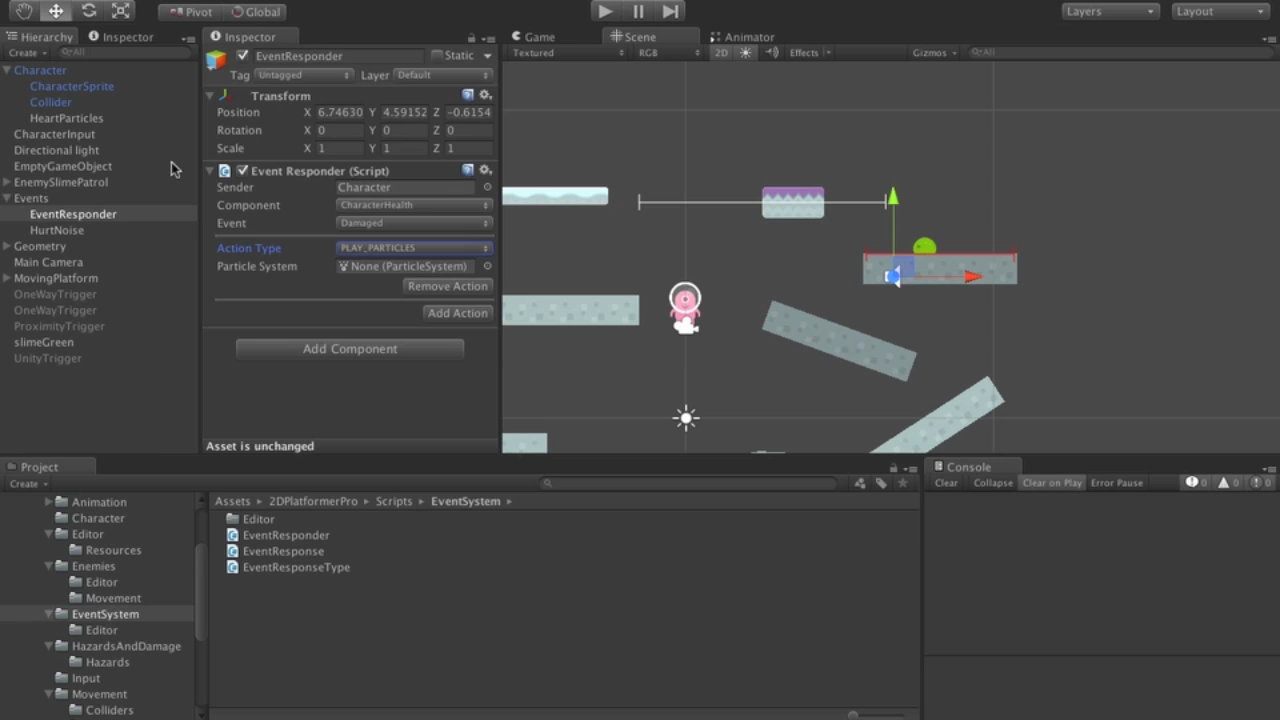 Pivot Global Layers Layout
Hierarchy Inspector Inspector Game Scene Animator
Create All EventResponder Static Textured RGB 2D Effects Gizmos All
Character Tag Untagged Layer Default
CharacterSprite Transform
Collider Position X 6.74630 Y 4.59152 Z -0.6154
HeartParticles Rotation X 0 Y 0 Z 0
CharacterInput Scale X 1 Y 1 Z 1
Directional light
EmptyGameObject Event Responder (Script)
EnemySlimePatrol Sender Character
Events Component CharacterHealth
EventResponder Event Damaged
HurtNoise
Geometry Action Type PLAY_PARTICLES
Main Camera Particle System None (ParticleSystem)
MovingPlatform Remove Action
OneWayTrigger
OneWayTrigger Add Action
ProximityTrigger
slimeGreen Add Component
UnityTrigger
Asset is unchanged
Project Console
Create Clear Collapse Clear on Play Error Pause 0 0 0
Animation Assets 2DPlatformerPro Scripts EventSystem
Character Editor
Editor EventResponder
Resources EventResponse
Enemies EventResponseType
Editor
Movement
EventSystem
Editor
HazardsAndDamage
Hazards
Input
Movement
Colliders